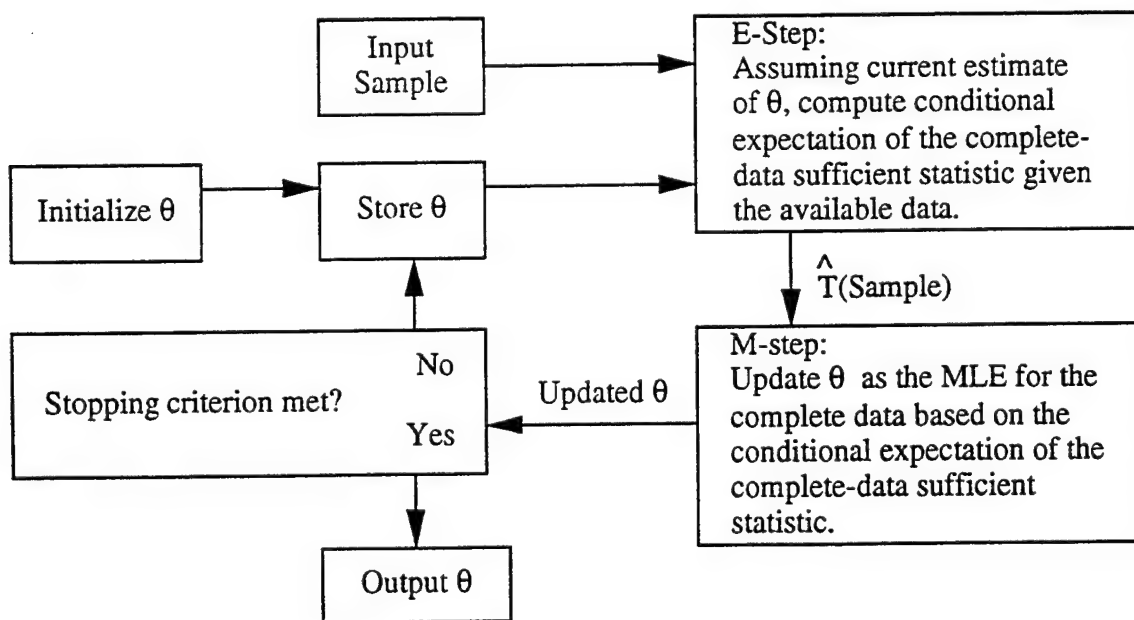 Input
Sample
E-Step:
Assuming current estimate
of θ, compute conditional
expectation of the complete-
data sufficient statistic given
the available data.
Initialize θ
Store θ
^
T(Sample)
M-step:
Update θ as the MLE for the
complete data based on the
conditional expectation of the
complete-data sufficient
statistic.
Updated θ
Stopping criterion met?
No
Yes
Output θ